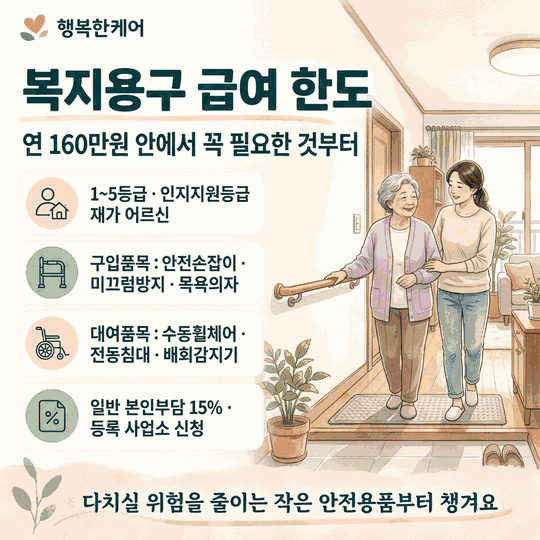 행복한케어
복지용구 급여 한도
연 160만원 안에서 꼭 필요한 것부터
1~5등급 · 인지지원등급
재가 어르신
구입품목 : 안전손잡이 ·
미끄럼방지 · 목욕의자
대여품목 : 수동휠체어 ·
전동침대 · 배회감지기
일반 본인부담 15% ·
등록 사업소 신청
다치실 위험을 줄이는 작은 안전용품부터 챙겨요